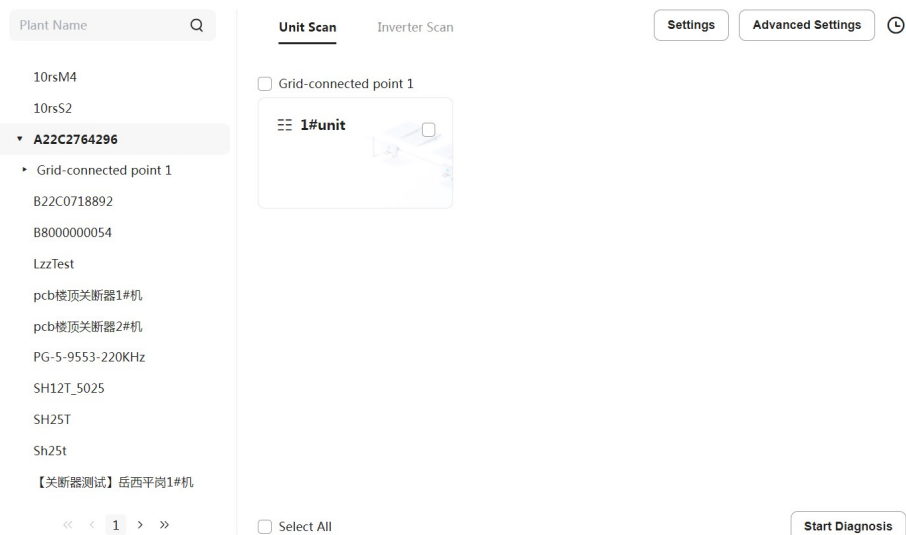 Plant Name
Unit Scan
Inverter Scan
Settings
Advanced Settings
10rsM4
10rsS2
A22C2764296
Grid-connected point 1
B22C0718892
B8000000054
LzzTest
pcb楼顶关断器1#机
pcb楼顶关断器2#机
PG-5-9553-220KHz
SH12T_5025
SH25T
Sh25t
【关断器测试】岳西平岗1#机
« < 1 > »
Grid-connected point 1
1#unit
Select All
Start Diagnosis